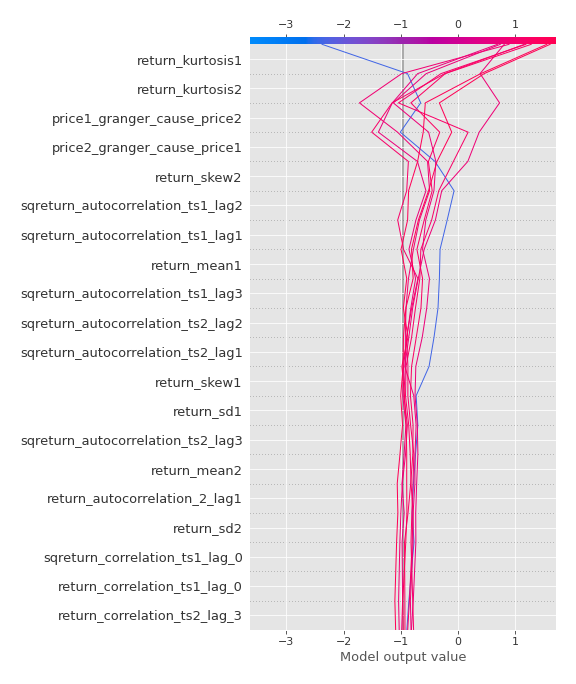 −3 −2 −1 0 1
return_kurtosis1
return_kurtosis2
price1_granger_cause_price2
price2_granger_cause_price1
return_skew2
sqreturn_autocorrelation_ts1_lag2
sqreturn_autocorrelation_ts1_lag1
return_mean1
sqreturn_autocorrelation_ts1_lag3
sqreturn_autocorrelation_ts2_lag2
sqreturn_autocorrelation_ts2_lag1
return_skew1
return_sd1
sqreturn_autocorrelation_ts2_lag3
return_mean2
return_autocorrelation_2_lag1
return_sd2
sqreturn_correlation_ts1_lag_0
return_correlation_ts1_lag_0
return_correlation_ts2_lag_3
−3 −2 −1 0 1
Model output value